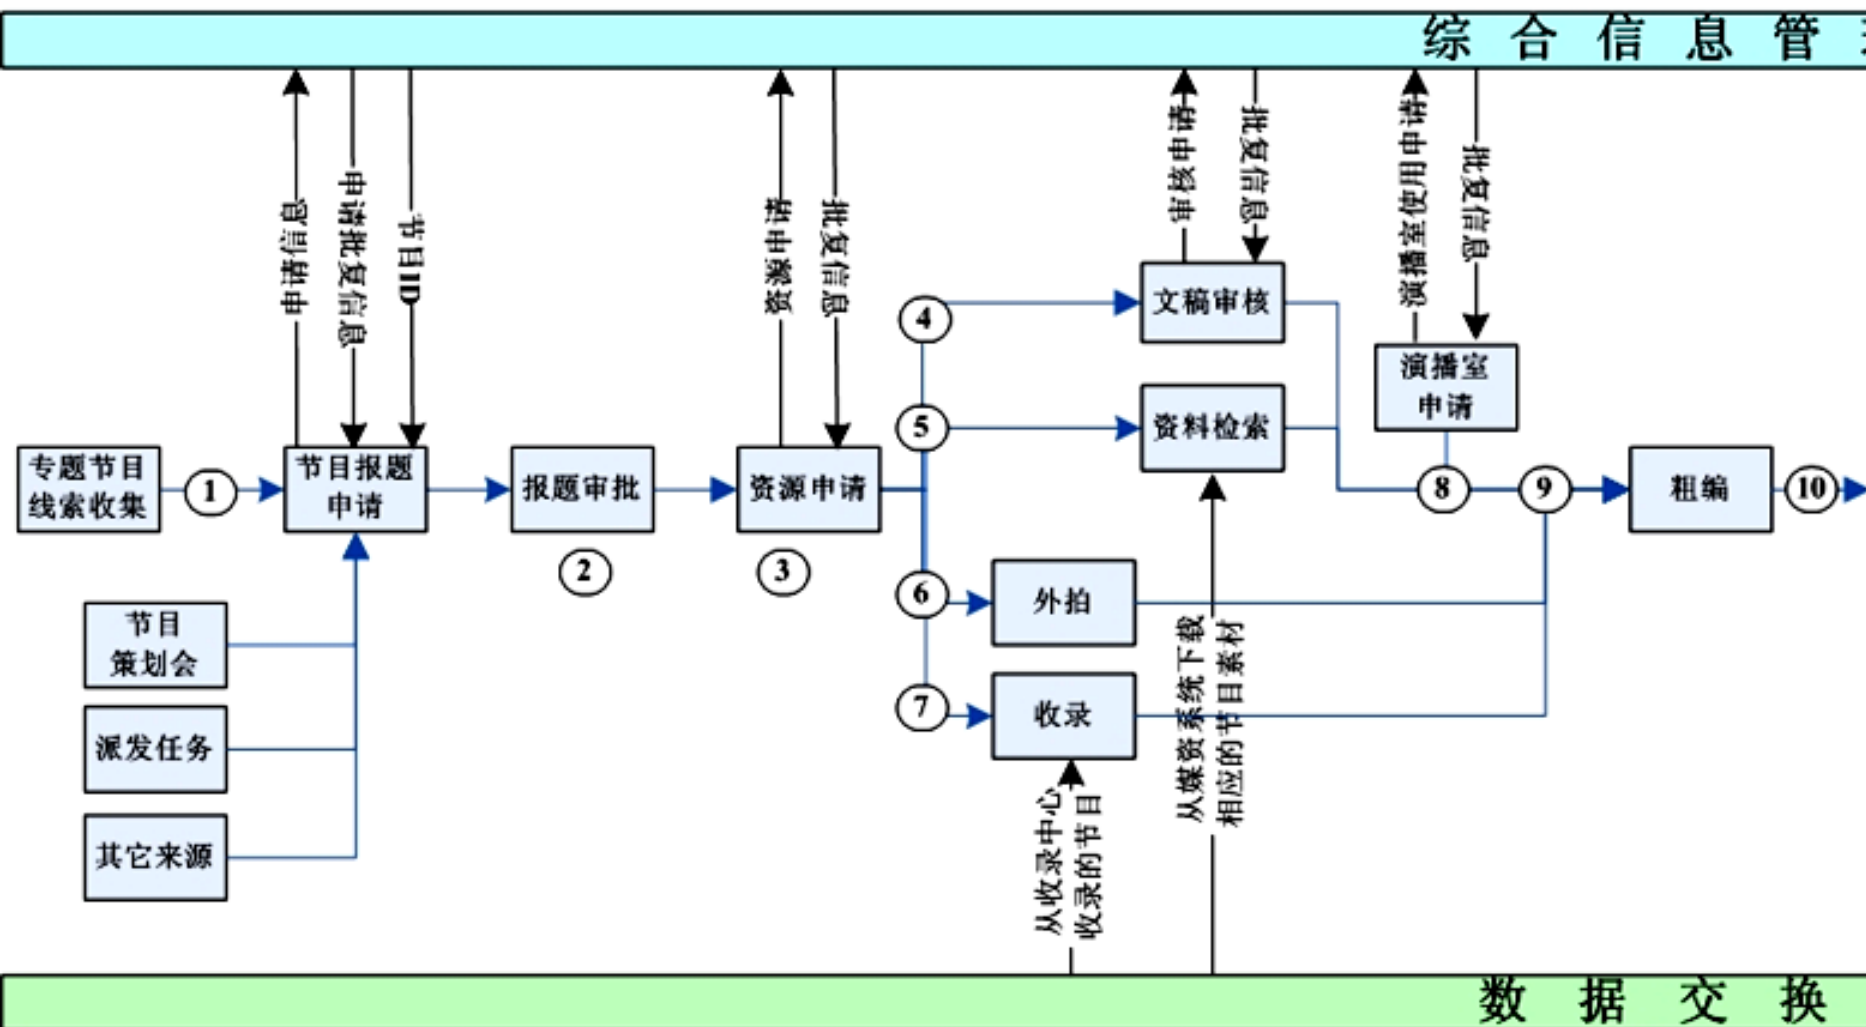 综合信息管
申请信息
申请批复信息
节目ID
资源申请
批复信息
审核申请
批复信息
演播室使用申请
批复信息
专题节目
线索收集
1
节目报题
申请
报题审批
2
资源申请
3
4
文稿审核
5
资料检索
演播室
申请
8
9
粗编
10
6
外拍
7
收录
节目
策划会
派发任务
其它来源
从收录中心
收录的节目
从媒资系统下载
相应的节目素材
数据交换